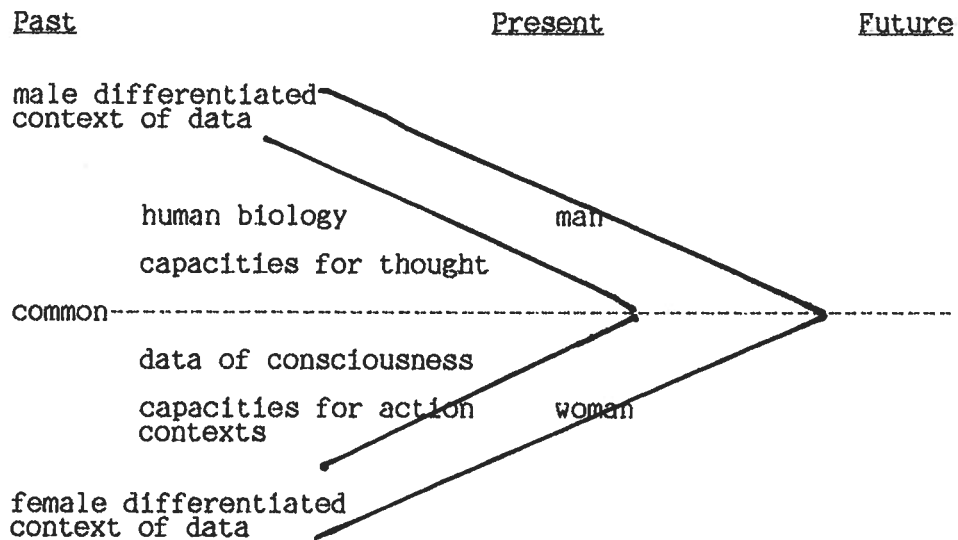 Past Present Future
male differentiated
context of data
human biology man
capacities for thought
common
data of consciousness
capacities for action woman
contexts
female differentiated
context of data